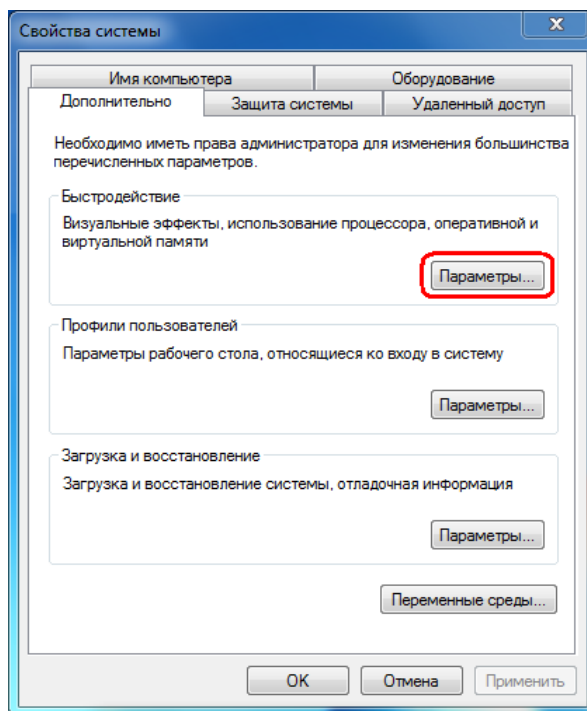 Свойства системы
Имя компьютера
Оборудование
Дополнительно
Защита системы
Удаленный доступ
Необходимо иметь права администратора для изменения большинства
перечисленных параметров.
Быстродействие
Визуальные эффекты, использование процессора, оперативной и
виртуальной памяти
Параметры...
Профили пользователей
Параметры рабочего стола, относящиеся ко входу в систему
Параметры...
Загрузка и восстановление
Загрузка и восстановление системы, отладочная информация
Параметры...
Переменные среды...
OK
Отмена
Применить